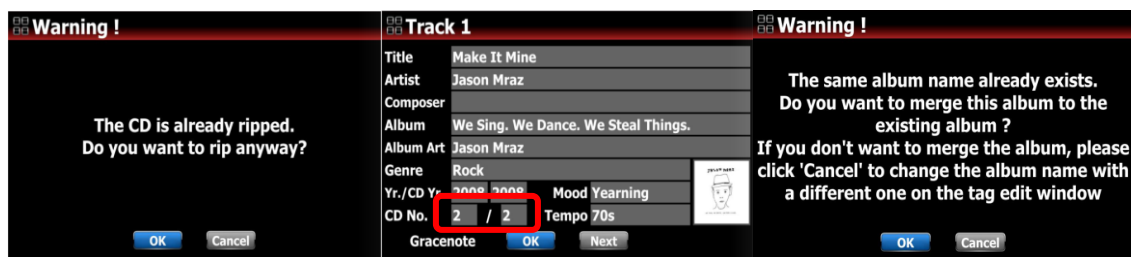 Warning !
The CD is already ripped.
Do you want to rip anyway?
OK Cancel
Track 1
Title Make It Mine
Artist Jason Mraz
Composer
Album We Sing. We Dance. We Steal Things.
Album Art Jason Mraz
Genre Rock
Yr./CD Yr. 2008 2008 Mood Yearning
CD No. 2 / 2 Tempo 70s
Gracenote OK Next
Warning !
The same album name already exists.
Do you want to merge this album to the
existing album ?
If you don't want to merge the album, please
click 'Cancel' to change the album name with
a different one on the tag edit window
OK Cancel